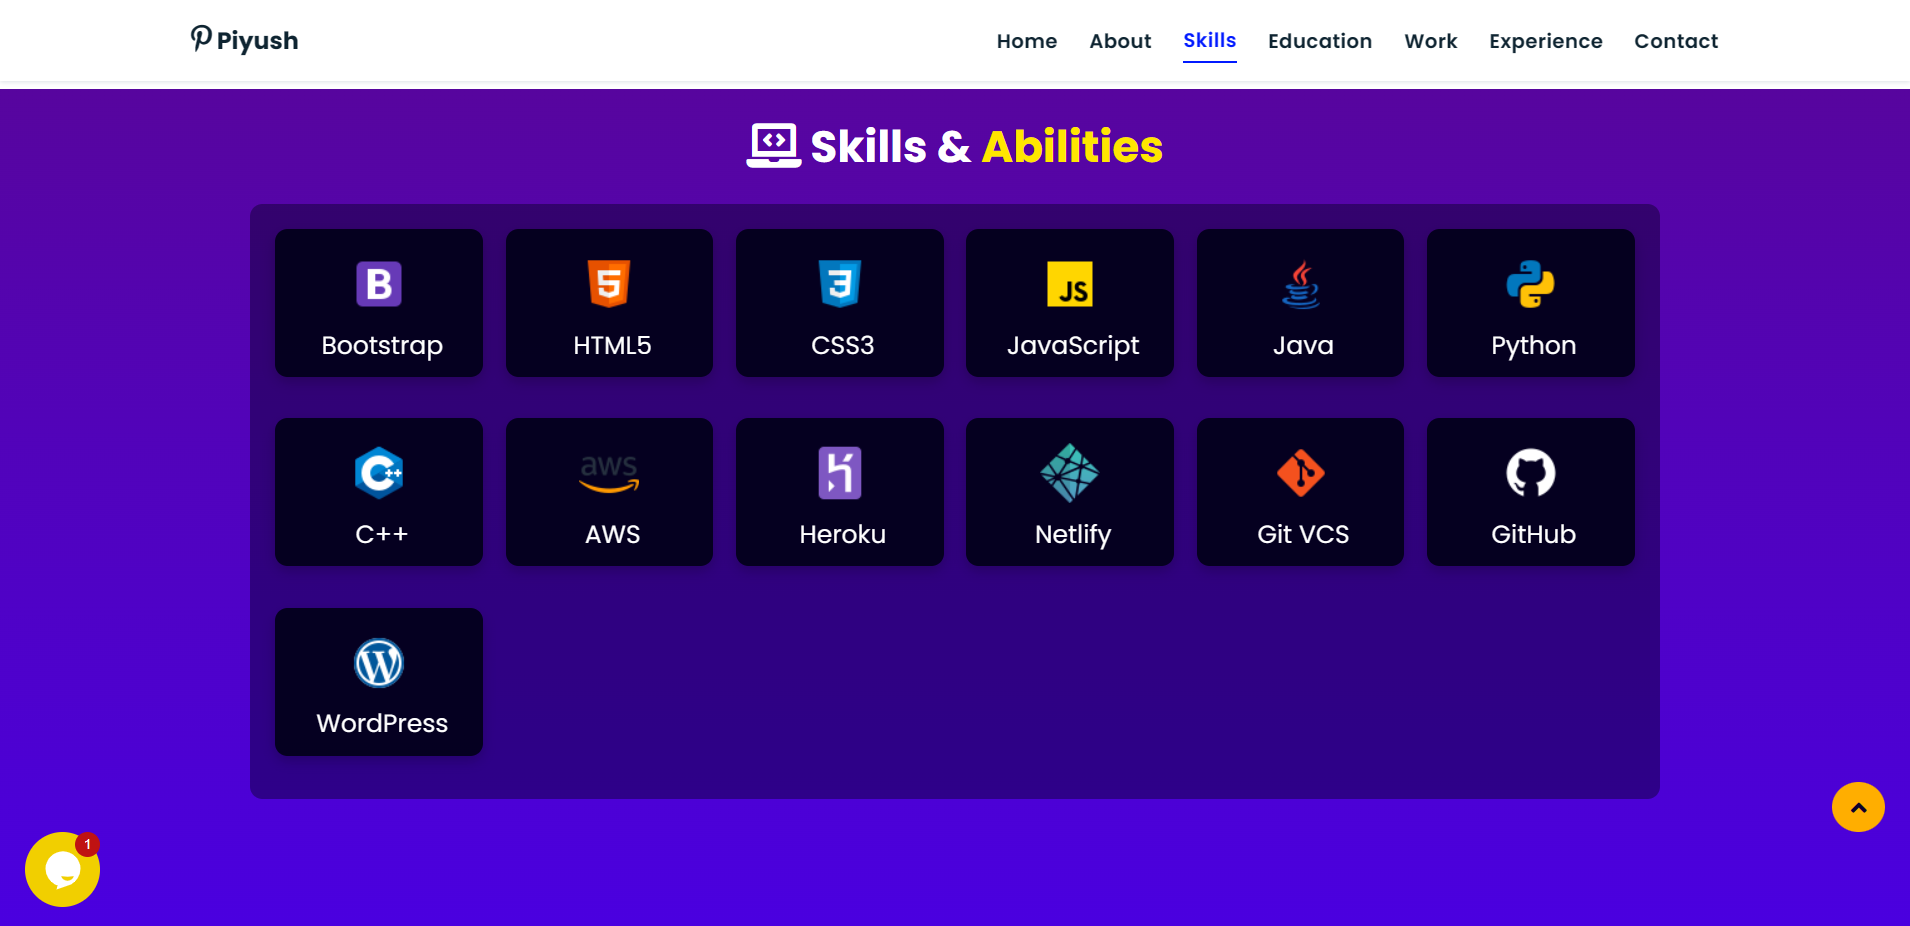 Piyush
Home About Skills Education Work Experience Contact
Skills & Abilities
B 5 3 JS
Bootstrap HTML5 CSS3 JavaScript Java Python
C++ aws
C++ AWS Heroku Netlify Git VCS GitHub
W
WordPress
1